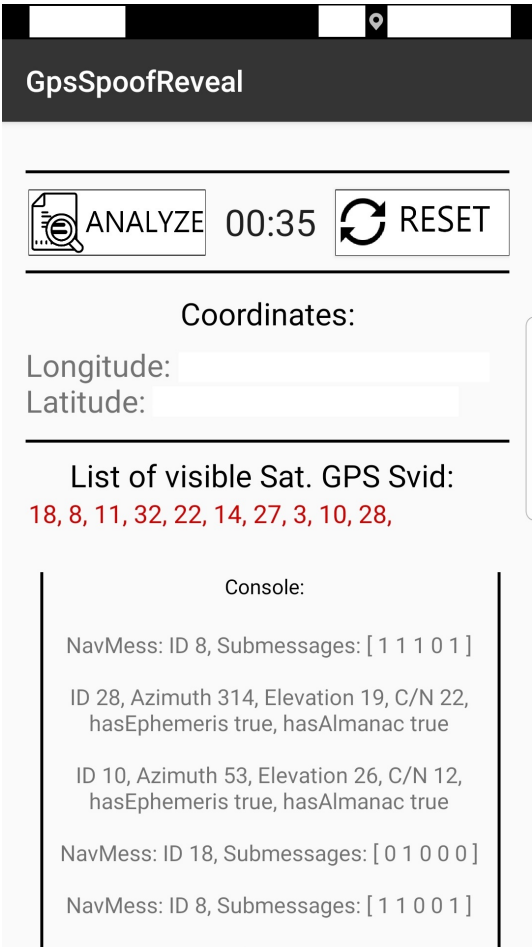 GpsSpoofReveal
ANALYZE 00:35 RESET
Coordinates:
Longitude:
Latitude:
List of visible Sat. GPS Svid:
18, 8, 11, 32, 22, 14, 27, 3, 10, 28,
Console:
NavMess: ID 8, Submessages: [ 1 1 1 0 1 ]
ID 28, Azimuth 314, Elevation 19, C/N 22,
hasEphemeris true, hasAlmanac true
ID 10, Azimuth 53, Elevation 26, C/N 12,
hasEphemeris true, hasAlmanac true
NavMess: ID 18, Submessages: [ 0 1 0 0 0 ]
NavMess: ID 8, Submessages: [ 1 1 0 0 1 ]